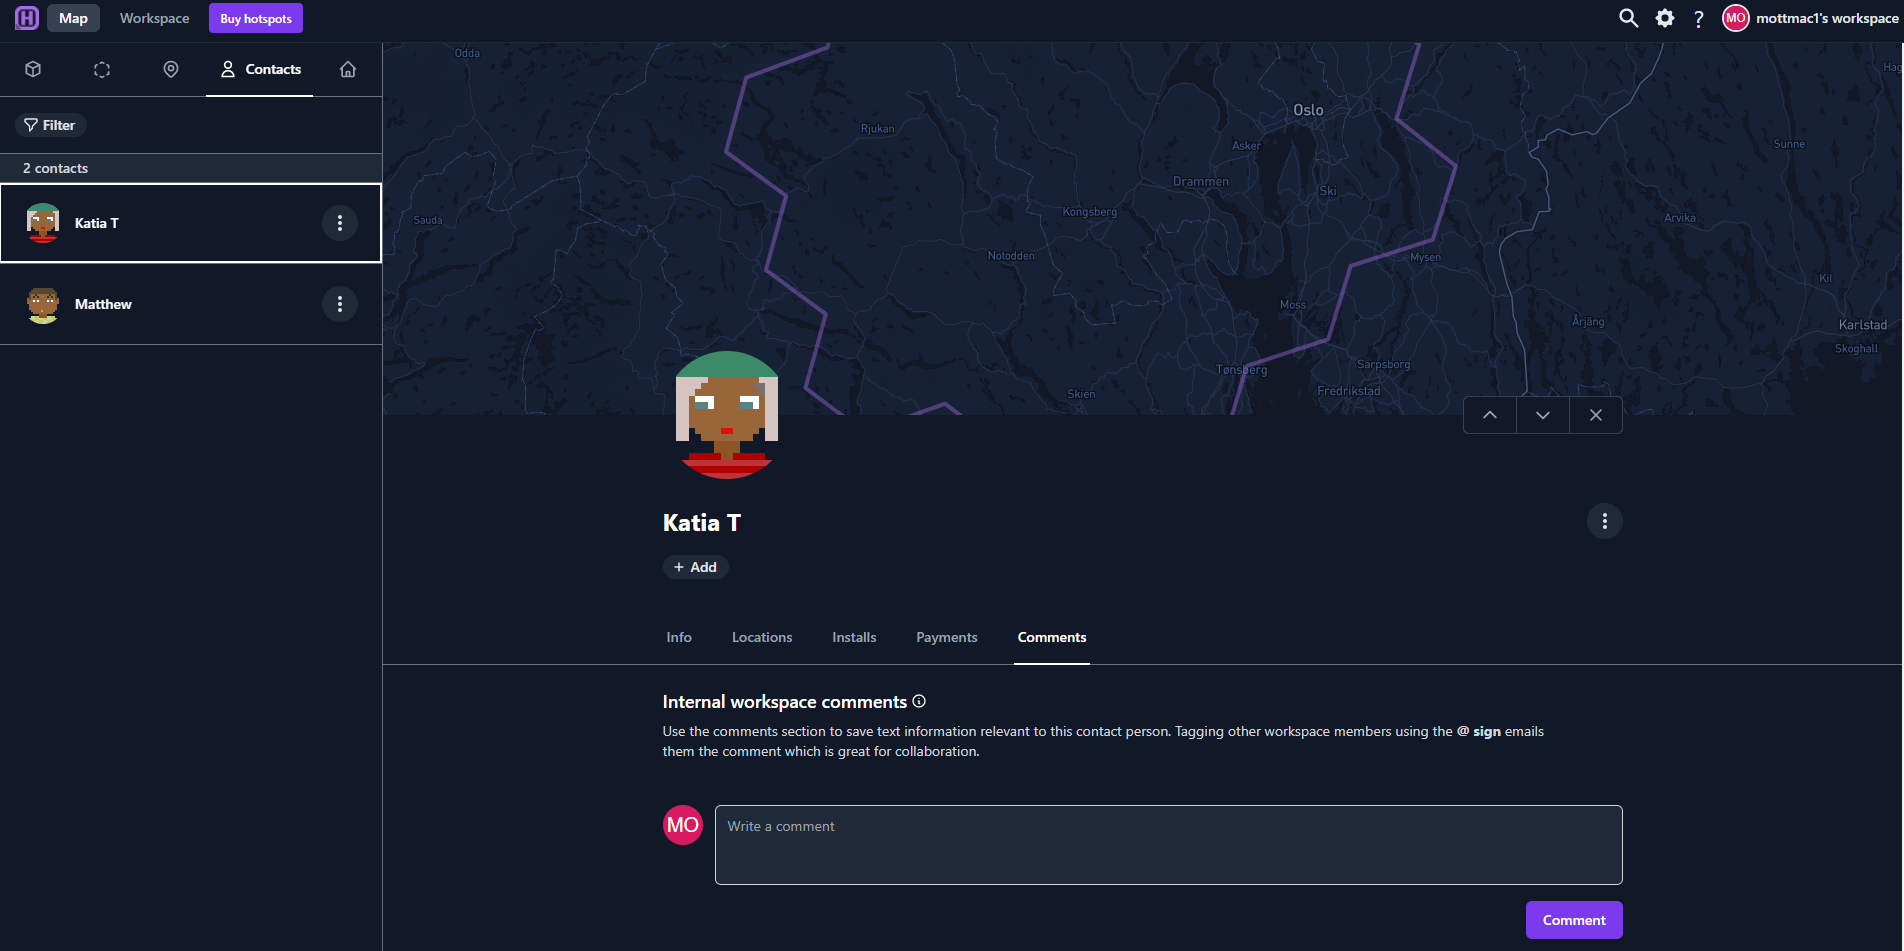 H
Map
Workspace
Buy hotspots
?
MO
mottmac1's workspace
Contacts
Filter
2 contacts
Katia T
Matthew
Odda
Oslo
Rjukan
Asker
Sunne
Drammen
Ski
Kongsberg
Sauda
Arvika
Notodden
Mysen
Kil
Moss
Årjäng
Karlstad
Skoghall
Tønsberg
Sarpsborg
Skien
Fredrikstad
Katia T
+ Add
Info
Locations
Installs
Payments
Comments
Internal workspace comments
Use the comments section to save text information relevant to this contact person. Tagging other workspace members using the @ sign emails
them the comment which is great for collaboration.
MO
Write a comment
Comment